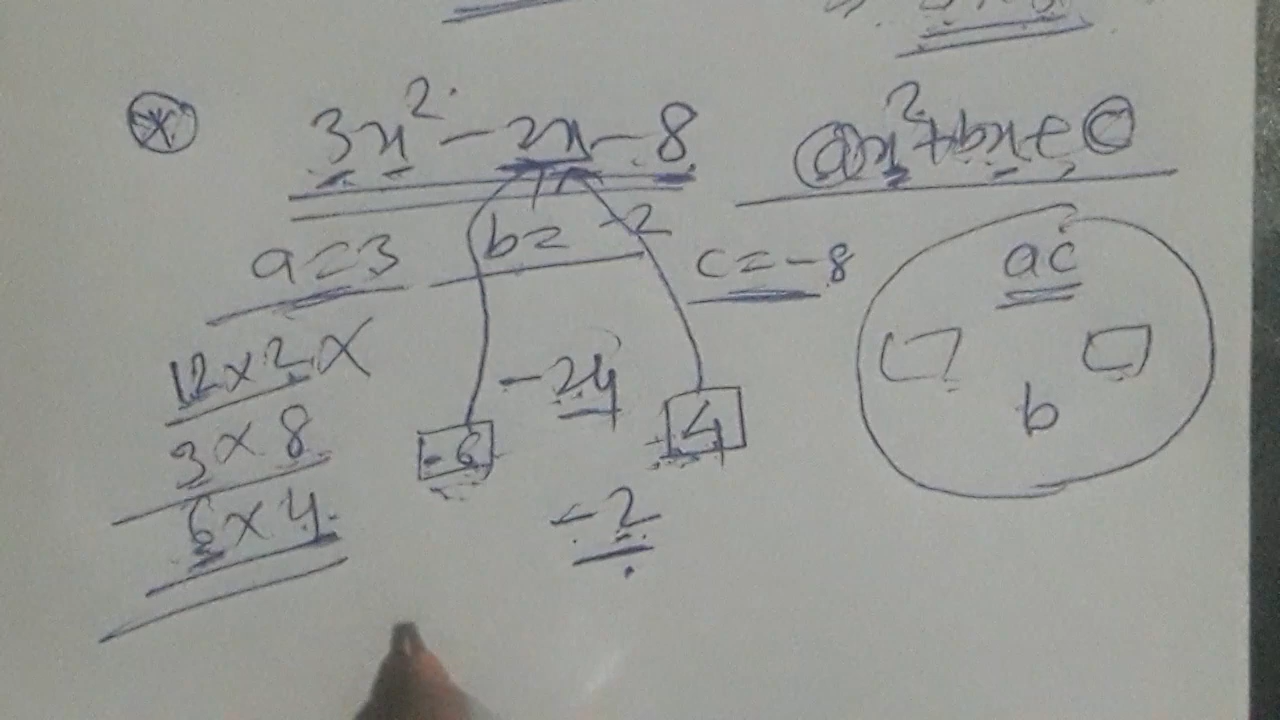 3x² - 2x - 8 ax² + bx + c
a = 3 b = -2 c = -8 ac
12 x 2 X -24
3 x 8 -6 4 b
6 x 4 -2